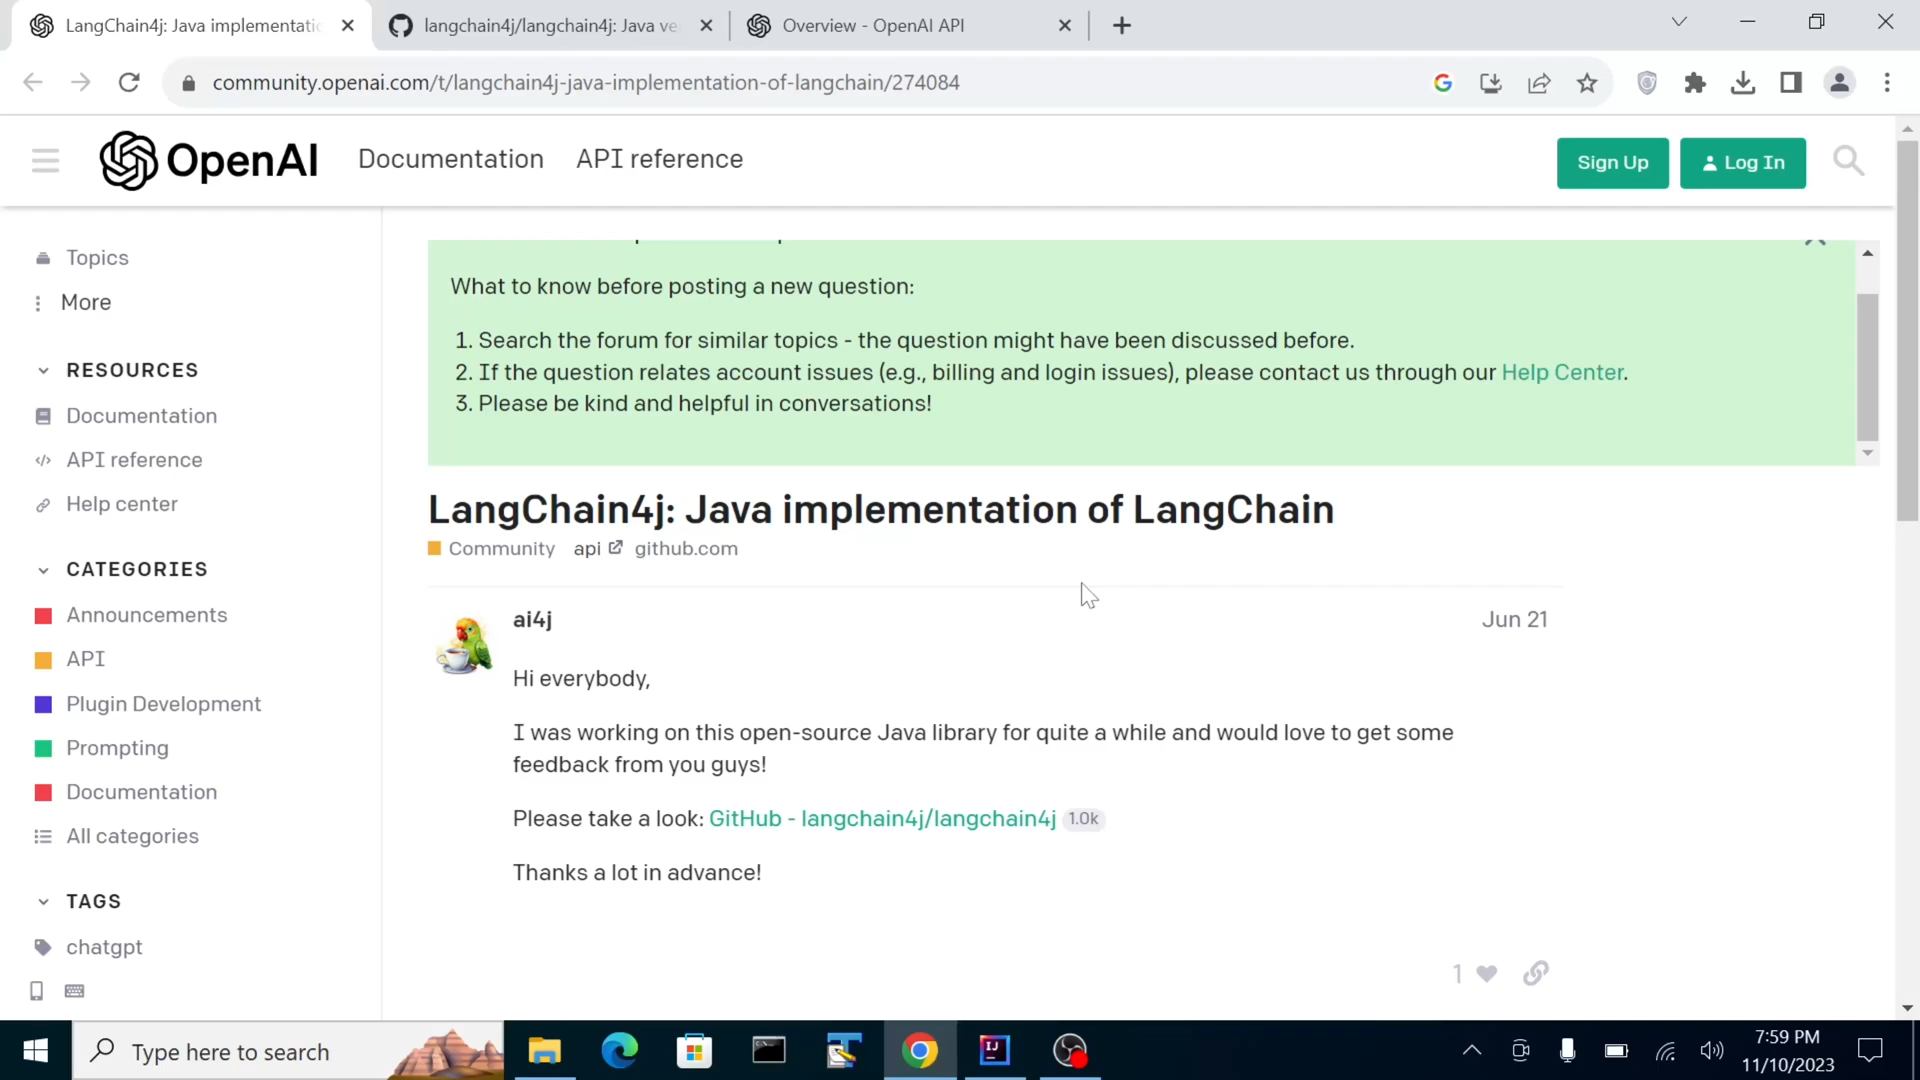 LangChain4j: Java implementatic
langchain4j/langchain4j: Java ve
Overview - OpenAI API
community.openai.com/t/langchain4j-java-implementation-of-langchain/274084
OpenAI
Documentation
API reference
Sign Up
Log In
Topics
More
RESOURCES
Documentation
API reference
Help center
CATEGORIES
Announcements
API
Plugin Development
Prompting
Documentation
All categories
TAGS
chatgpt
What to know before posting a new question:
1. Search the forum for similar topics - the question might have been discussed before.
2. If the question relates account issues (e.g., billing and login issues), please contact us through our Help Center.
3. Please be kind and helpful in conversations!
LangChain4j: Java implementation of LangChain
Community api github.com
ai4j
Jun 21
Hi everybody,
I was working on this open-source Java library for quite a while and would love to get some
feedback from you guys!
Please take a look: GitHub - langchain4j/langchain4j 1.0k
Thanks a lot in advance!
1
Type here to search
IJ
7:59 PM
11/10/2023